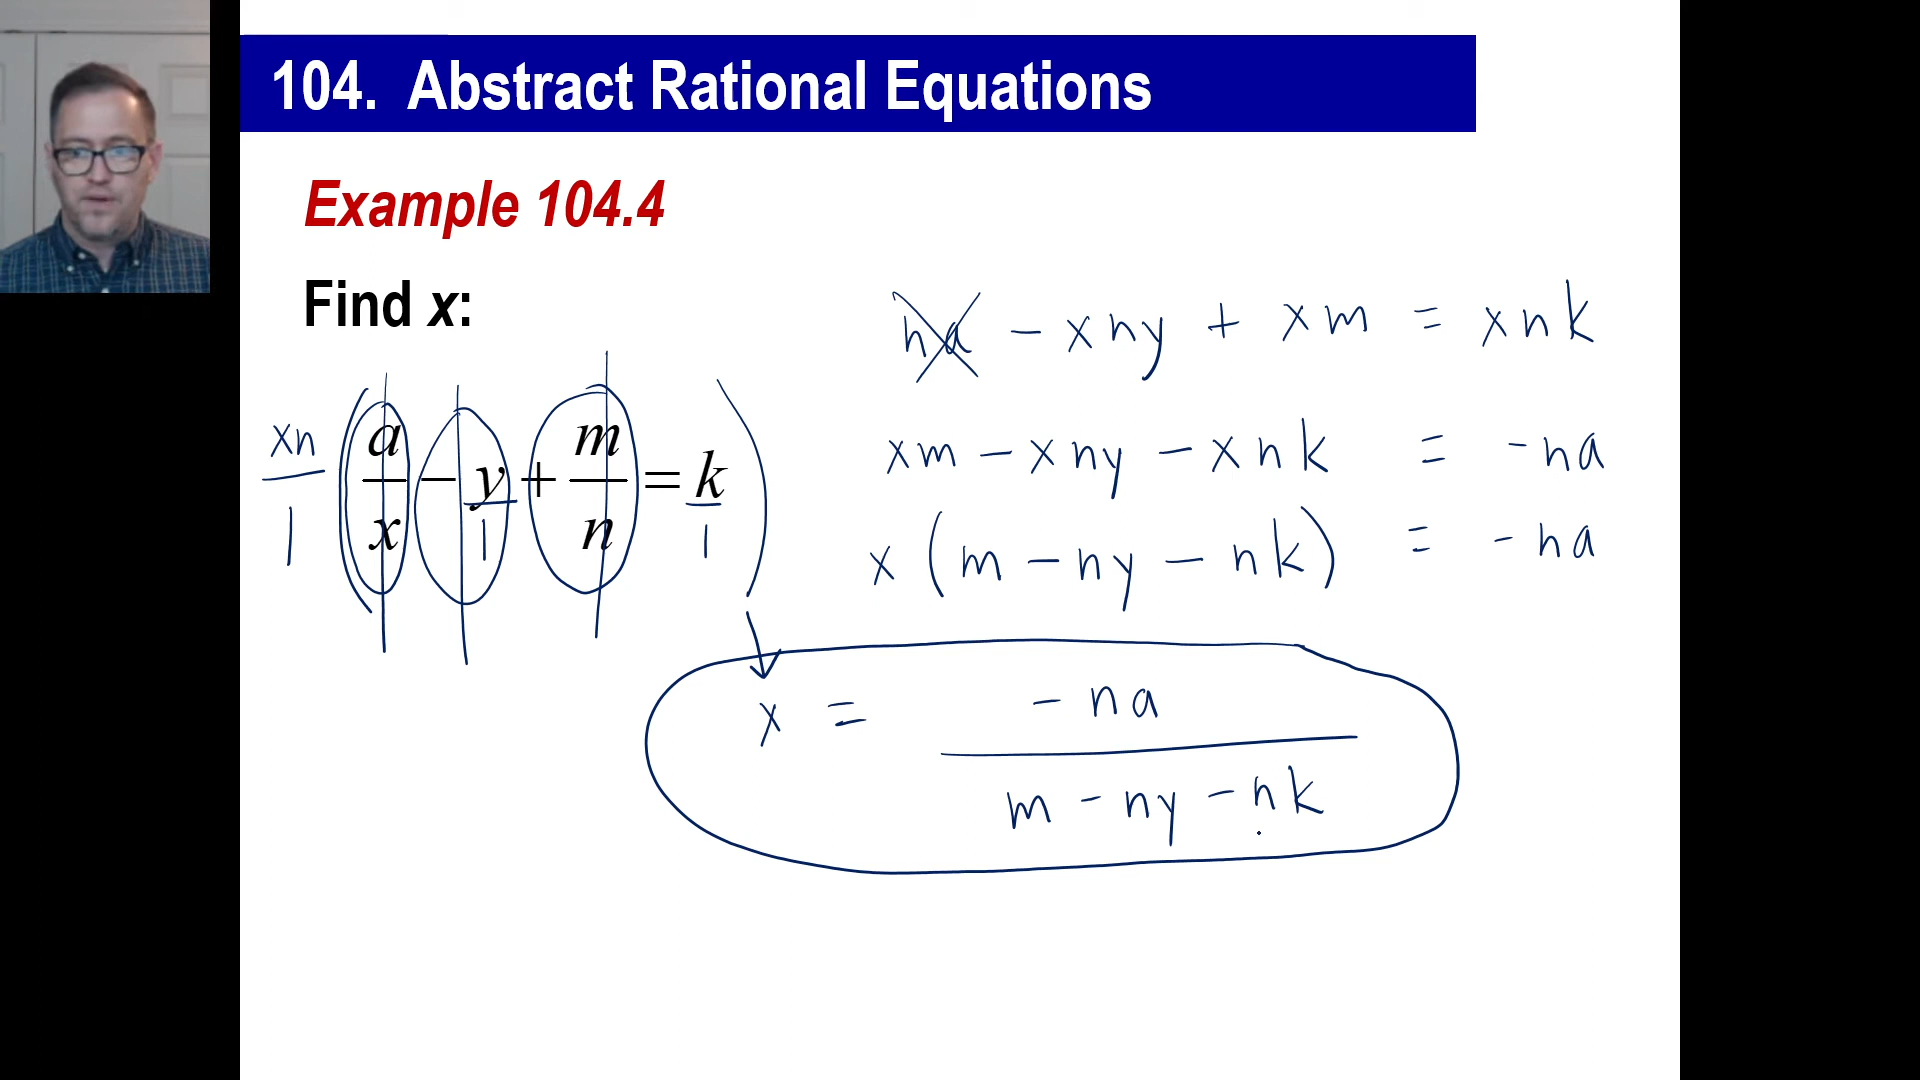 104. Abstract Rational Equations
Example 104.4
Find x:
xn/1 (a/x − y/1 + m/n = k/1)
na − xny + xm = xnk
xm − xny − xnk = -na
x(m − ny − nk) = -na
x = -na/(m − ny − nk)